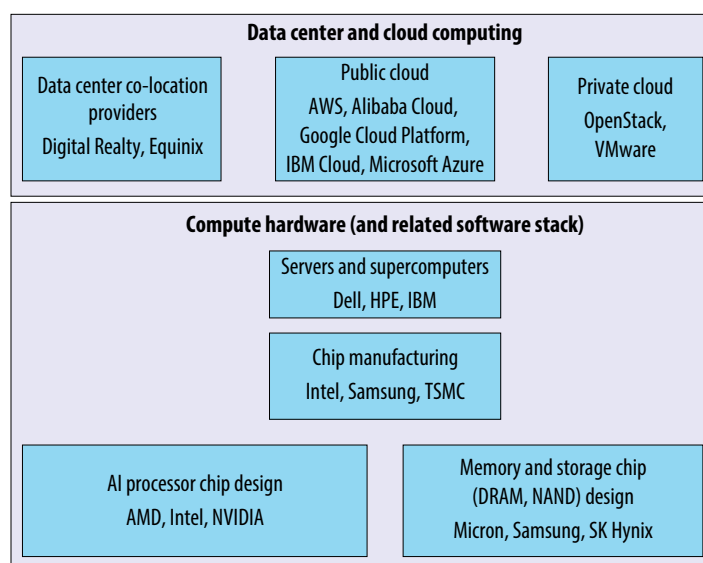 Data center and cloud computing
Data center co-location
providers
Digital Realty, Equinix
Public cloud
AWS, Alibaba Cloud,
Google Cloud Platform,
IBM Cloud, Microsoft Azure
Private cloud
OpenStack,
VMware
Compute hardware (and related software stack)
Servers and supercomputers
Dell, HPE, IBM
Chip manufacturing
Intel, Samsung, TSMC
AI processor chip design
AMD, Intel, NVIDIA
Memory and storage chip
(DRAM, NAND) design
Micron, Samsung, SK Hynix